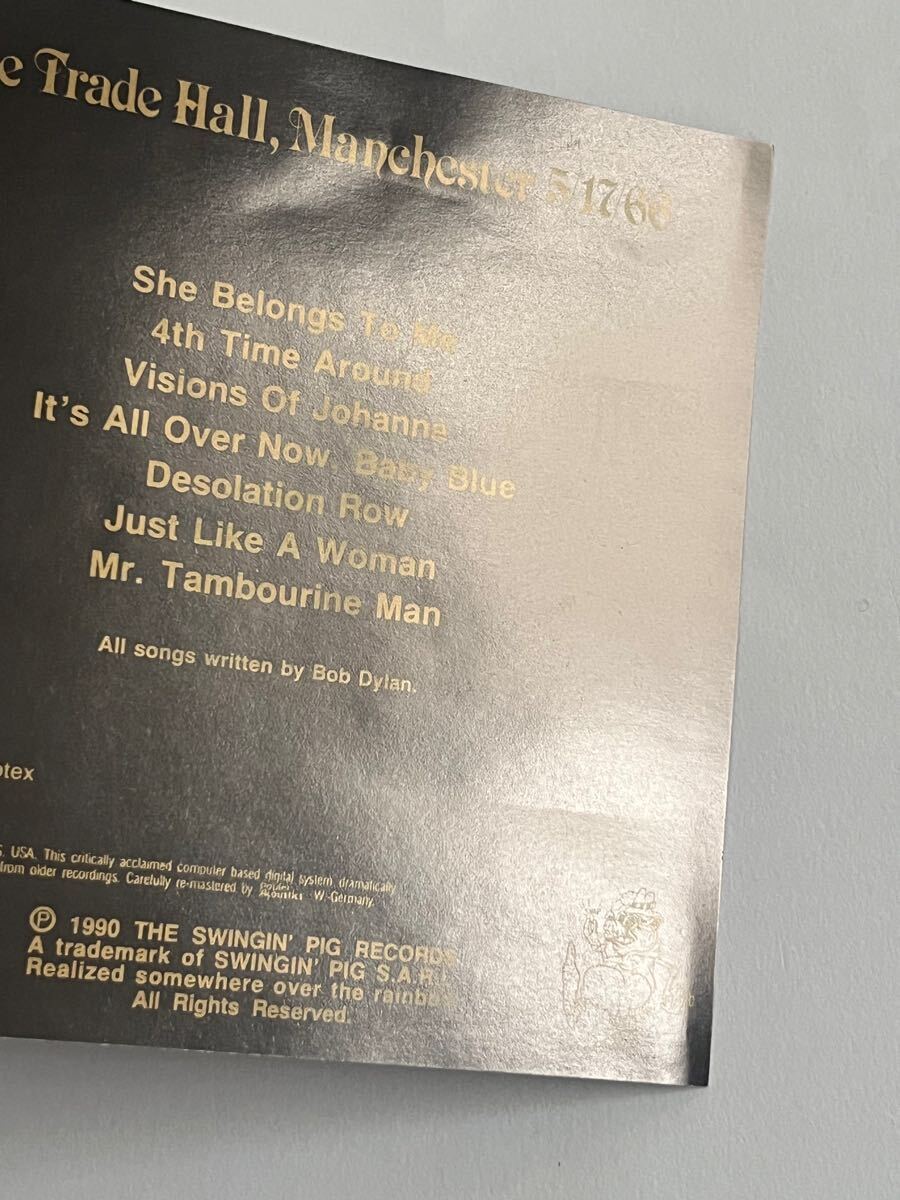 e Trade Hall, Manchester 5/17/66
She Belongs To Me
4th Time Around
Visions Of Johanna
It's All Over Now, Baby Blue
Desolation Row
Just Like A Woman
Mr. Tambourine Man
All songs written by Bob Dylan.
otex
S, USA. This critically acclaimed computer based digital system dramatically
from older recordings. Carefully re-mastered by W.-Germany.
Ⓟ 1990 THE SWINGIN' PIG RECORDS
A trademark of SWINGIN' PIG S.A.R.L.
Realized somewhere over the rainbow.
All Rights Reserved.